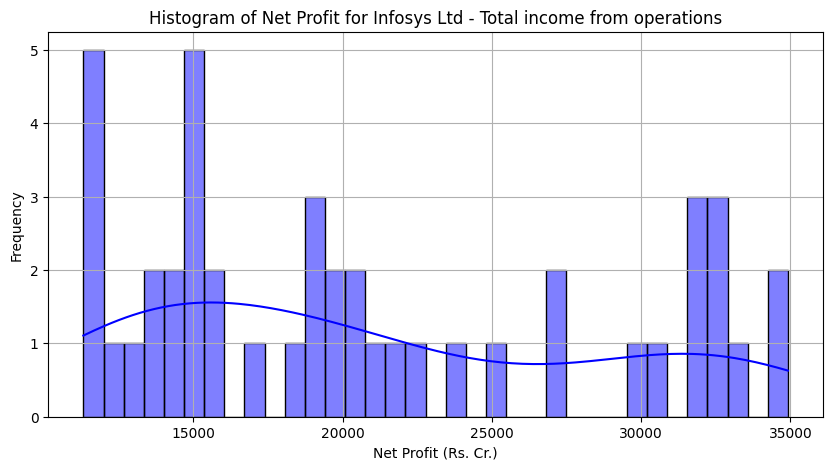 Histogram of Net Profit for Infosys Ltd - Total income from operations
5
4
3
2
1
0
Frequency
15000 20000 25000 30000 35000
Net Profit (Rs. Cr.)